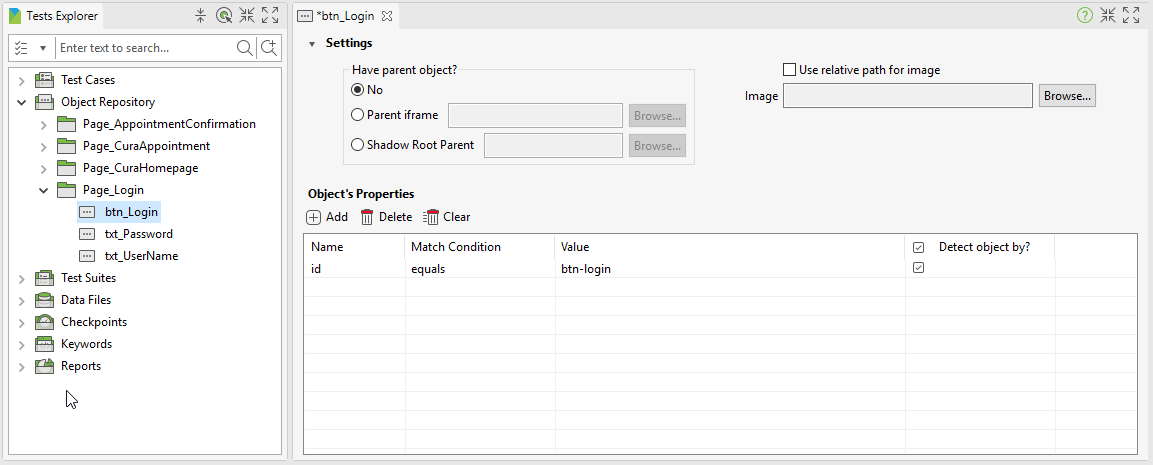 Tests Explorer
Enter text to search...
Test Cases
Object Repository
Page_AppointmentConfirmation
Page_CuraAppointment
Page_CuraHomepage
Page_Login
btn_Login
txt_Password
txt_UserName
Test Suites
Data Files
Checkpoints
Keywords
Reports
*btn_Login
Settings
Have parent object?
No
Parent iframe Browse...
Shadow Root Parent Browse...
Use relative path for image
Image Browse...
Object's Properties
Add Delete Clear
Name Match Condition Value Detect object by?
id equals btn-login